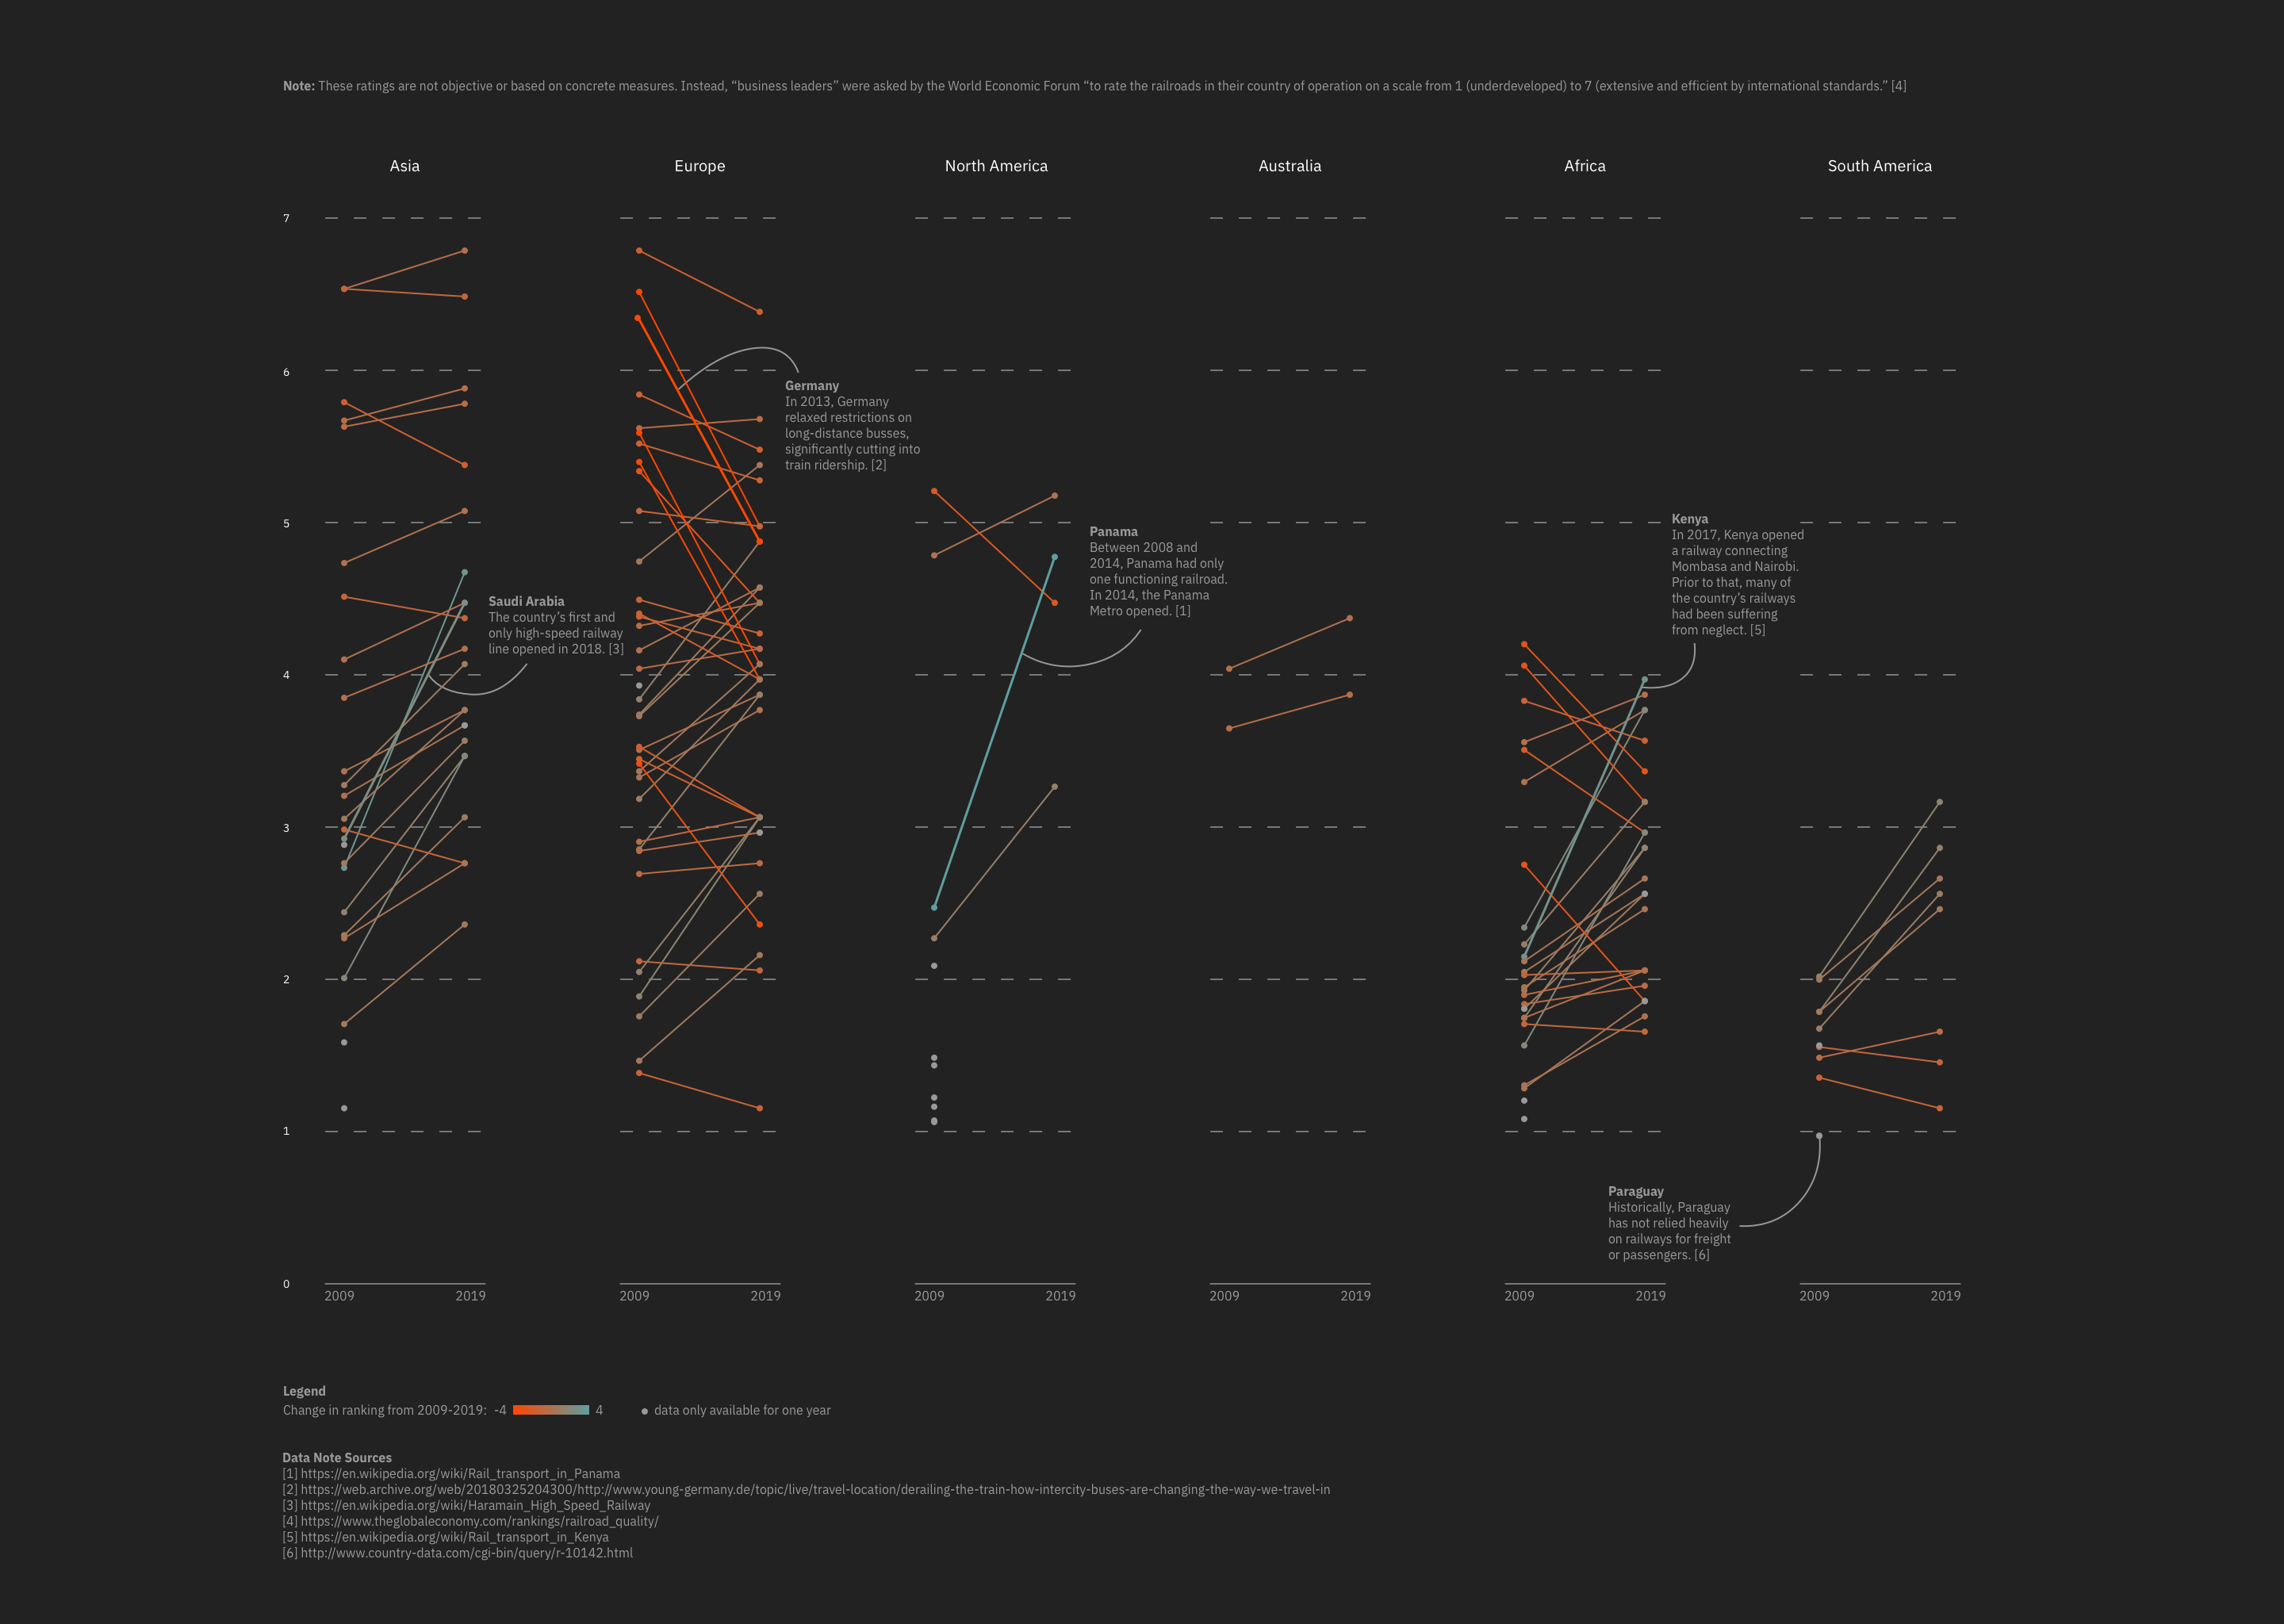 Note: These ratings are not objective or based on concrete measures. Instead, “business leaders” were asked by the World Economic Forum “to rate the railroads in their country of operation on a scale from 1 (underdeveloped) to 7 (extensive and efficient by international standards.” [4]
Asia
Europe
North America
Australia
Africa
South America
7
6
5
4
3
2
1
0
Germany
In 2013, Germany
relaxed restrictions on
long-distance busses,
significantly cutting into
train ridership. [2]
Saudi Arabia
The country’s first and
only high-speed railway
line opened in 2018. [3]
Panama
Between 2008 and
2014, Panama had only
one functioning railroad.
In 2014, the Panama
Metro opened. [1]
Kenya
In 2017, Kenya opened
a railway connecting
Mombasa and Nairobi.
Prior to that, many of
the country’s railways
had been suffering
from neglect. [5]
Paraguay
Historically, Paraguay
has not relied heavily
on railways for freight
or passengers. [6]
2009 2019
2009 2019
2009 2019
2009 2019
2009 2019
2009 2019
Legend
Change in ranking from 2009-2019: -4 4 data only available for one year
Data Note Sources
[1] https://en.wikipedia.org/wiki/Rail_transport_in_Panama
[2] https://web.archive.org/web/20180325204300/http://www.young-germany.de/topic/live/travel-location/derailing-the-train-how-intercity-buses-are-changing-the-way-we-travel-in
[3] https://en.wikipedia.org/wiki/Haramain_High_Speed_Railway
[4] https://www.theglobaleconomy.com/rankings/railroad_quality/
[5] https://en.wikipedia.org/wiki/Rail_transport_in_Kenya
[6] http://www.country-data.com/cgi-bin/query/r-10142.html